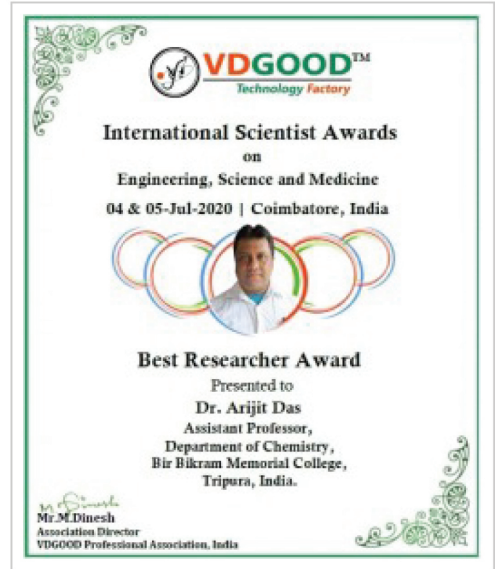 VDGOOD™
Technology Factory
International Scientist Awards
on
Engineering, Science and Medicine
04 & 05-Jul-2020 | Coimbatore, India
Best Researcher Award
Presented to
Dr. Arijit Das
Assistant Professor,
Department of Chemistry,
Bir Bikram Memorial College,
Tripura, India.
M. Dinesh
Mr.M.Dinesh
Association Director
VDGOOD Professional Association, India